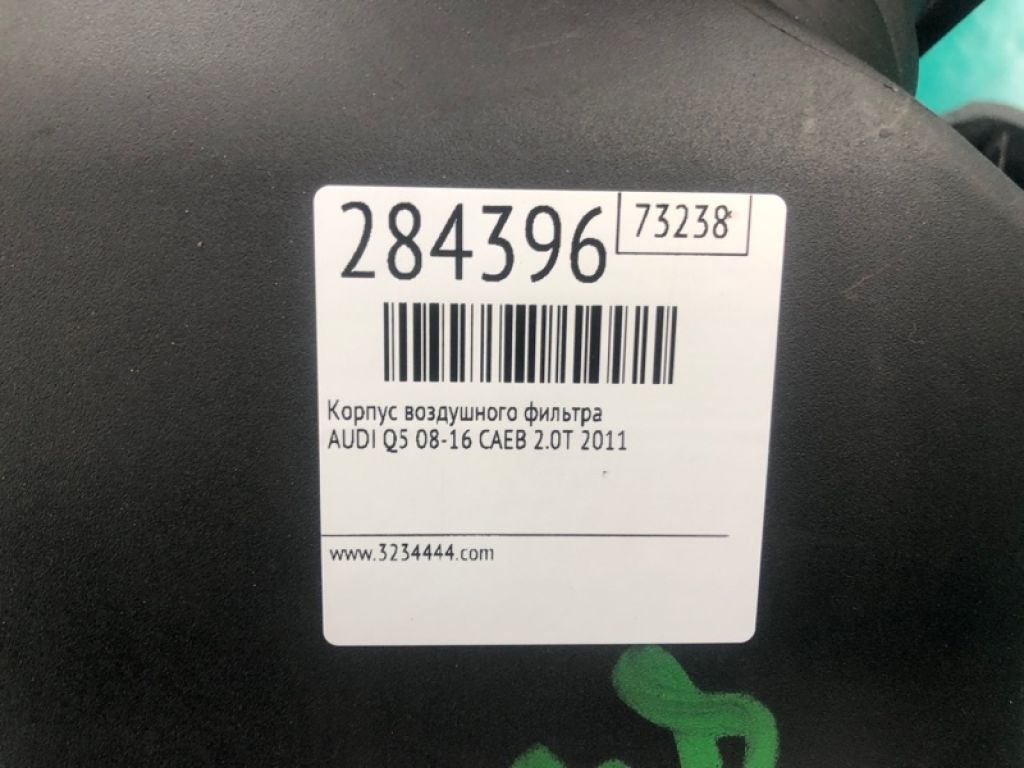 284396
73238
Корпус воздушного фильтра
AUDI Q5 08-16 CAEB 2.0T 2011
www.3234444.com